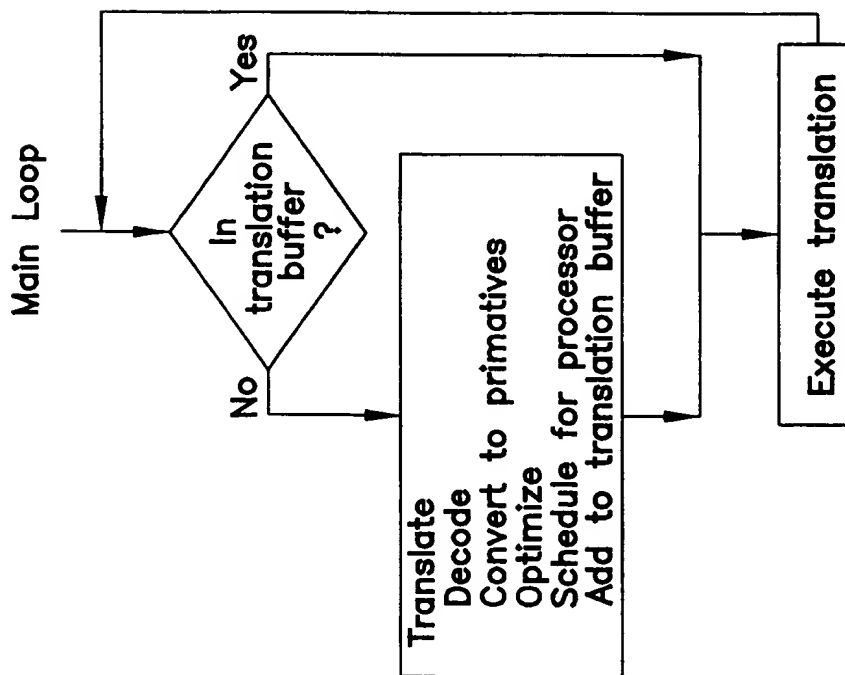 Main Loop
In
translation
buffer
?
Yes
No
Translate
Decode
Convert to primatives
Optimize
Schedule for processor
Add to translation buffer
Execute translation